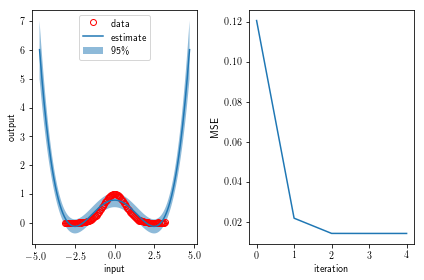 7
6
5
4
3
2
1
0
output
−5.0 −2.5 0.0 2.5 5.0
input
data
estimate
95%
0.12
0.10
0.08
0.06
0.04
0.02
MSE
0 1 2 3 4
iteration